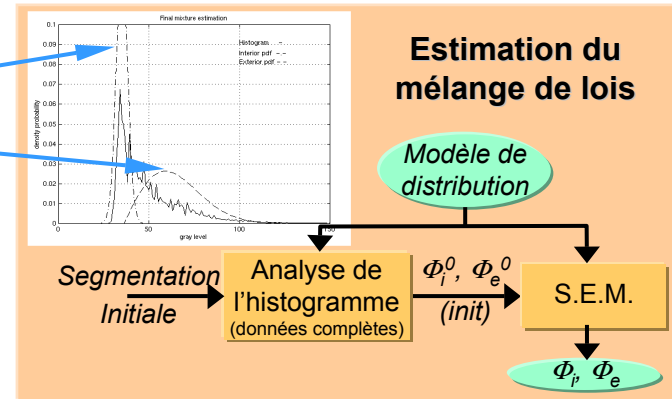 Final mixture estimation
0.1
0.09
0.08
0.07
0.06
0.05
0.04
0.03
0.02
0.01
0
density probability
Histogram
Interior pdf
Exterior pdf
0
50
100
150
gray level
Estimation du
mélange de lois
Modèle de
distribution
Segmentation
Initiale
Analyse de
l'histogramme
(données complètes)
Φi⁰, Φe⁰
(init)
S.E.M.
Φi, Φe